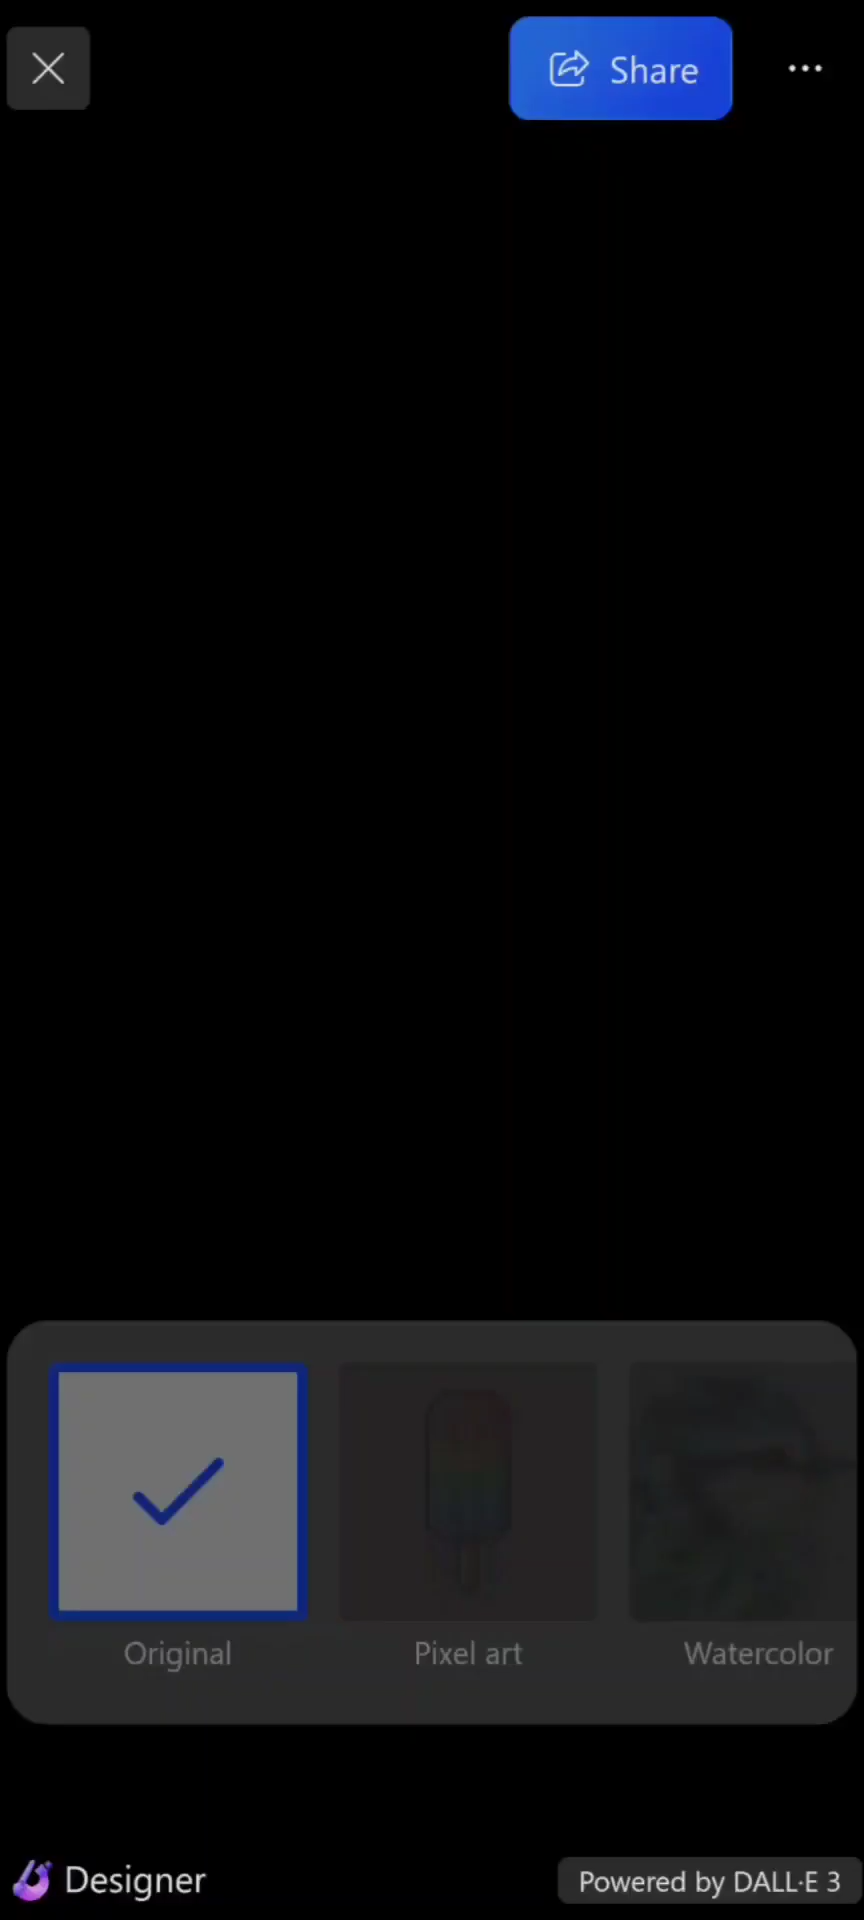 Share
Original
Pixel art
Watercolor
Designer
Powered by DALL·E 3